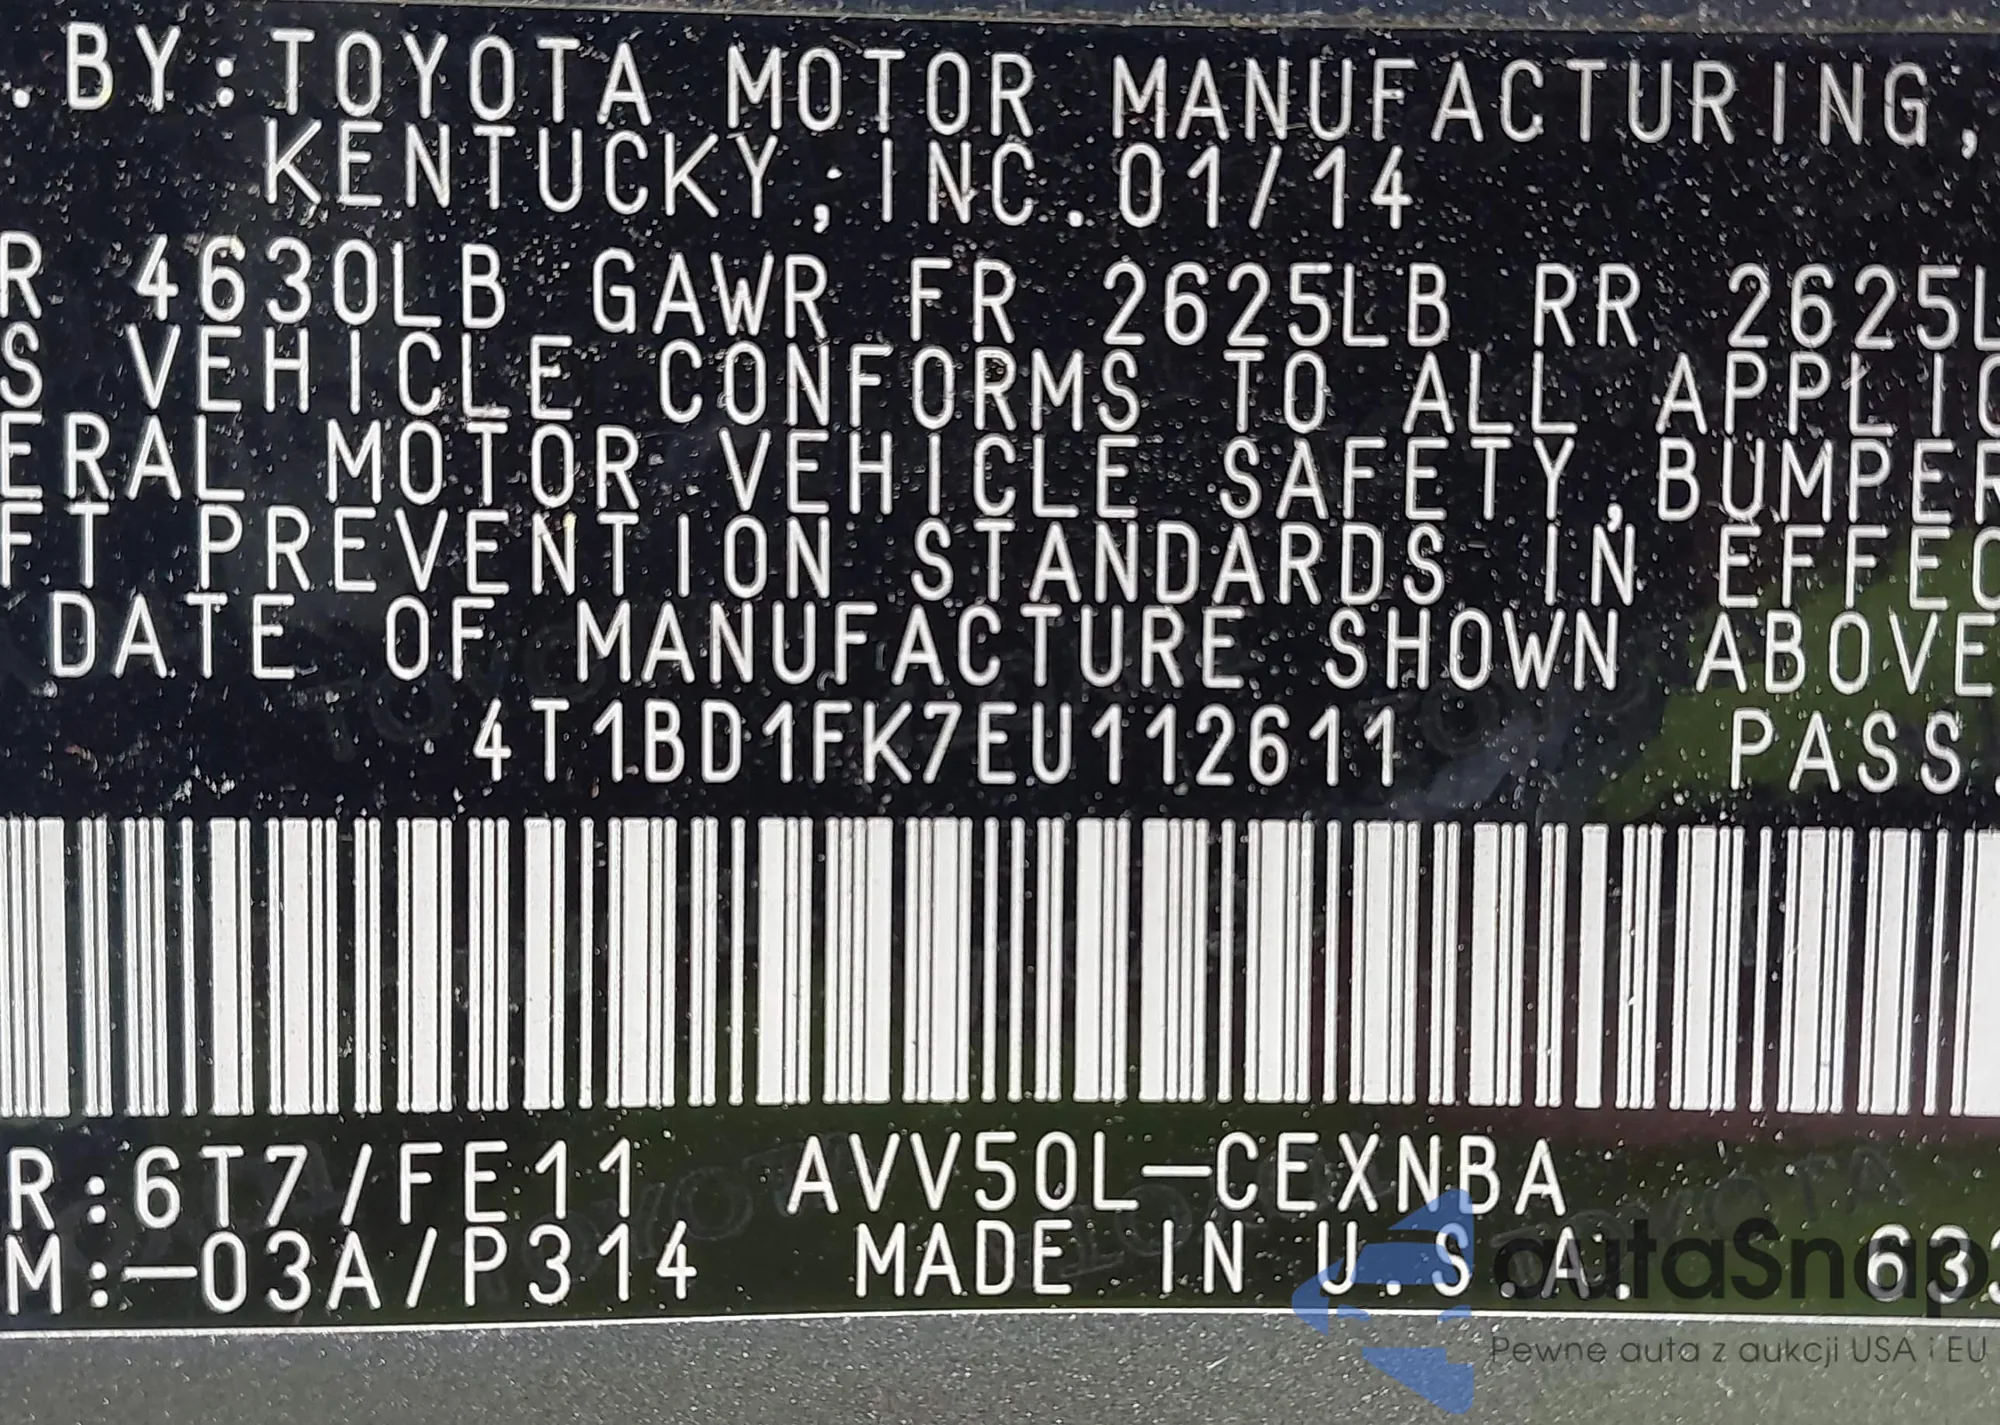 .BY:TOYOTA MOTOR MANUFACTURING,
KENTUCKY,INC.01/14
R 4630LB GAWR FR 2625LB RR 2625L
S VEHICLE CONFORMS TO ALL APPLIC
ERAL MOTOR VEHICLE SAFETY,BUMPER
FT PREVENTION STANDARDS IN EFFEC
DATE OF MANUFACTURE SHOWN ABOVE
4T1BD1FK7EU112611 PASS.
R:6T7/FE11 AVV50L-CEXNBA
M:-03A/P314 MADE IN U.S.A. 633
autaSnap
Pewne auta z aukcji USA i EU